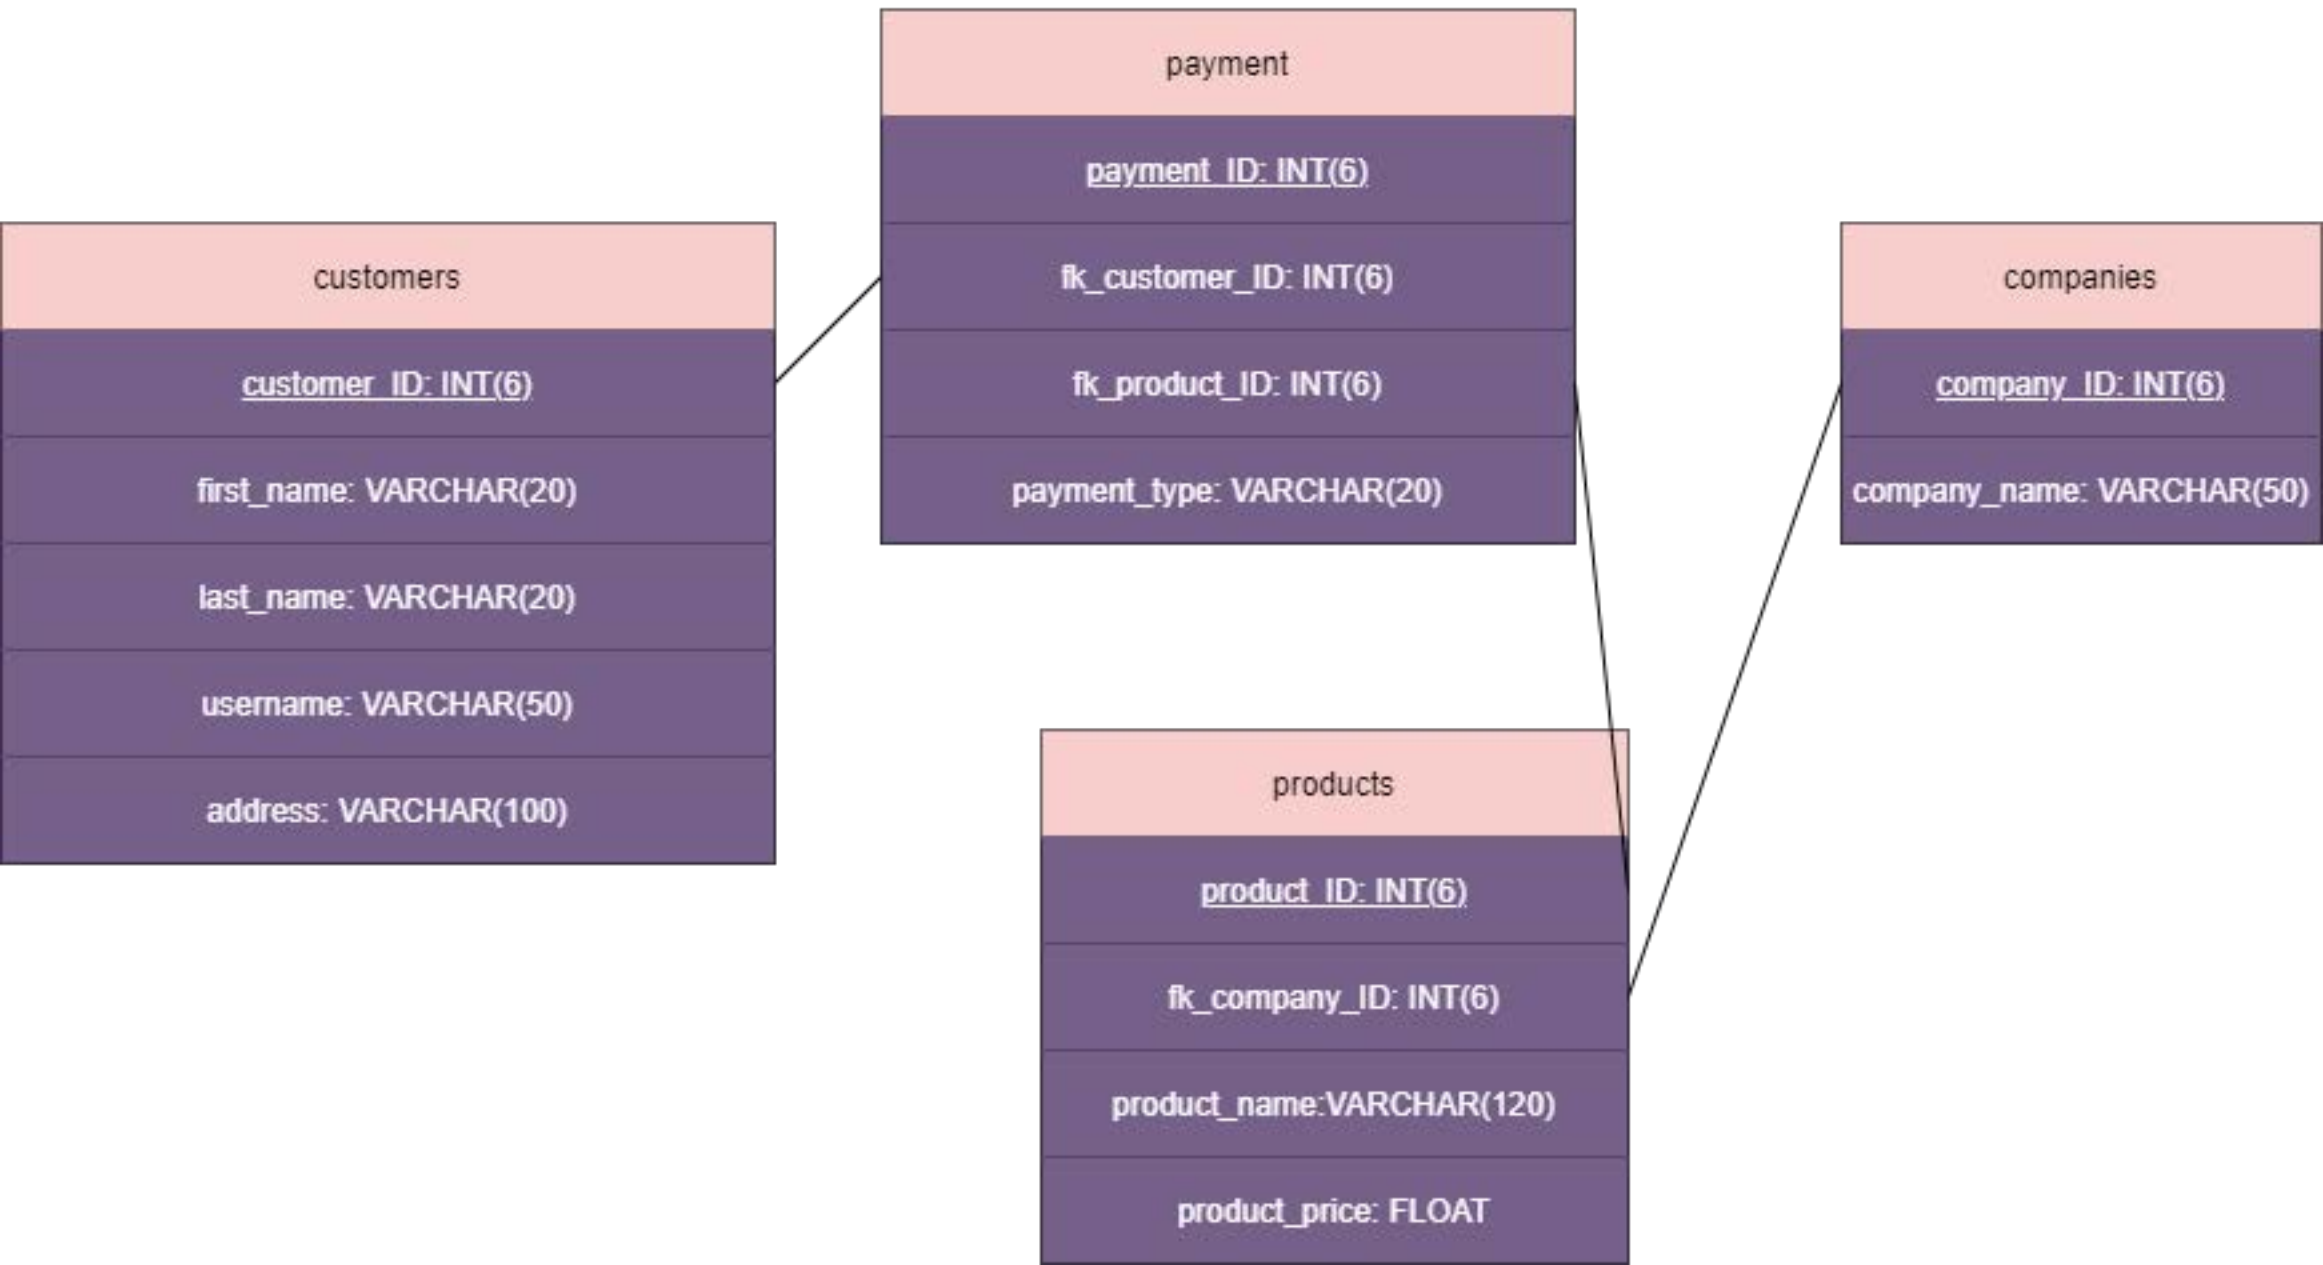 payment
payment_ID: INT(6)
fk_customer_ID: INT(6)
fk_product_ID: INT(6)
payment_type: VARCHAR(20)
customers
customer_ID: INT(6)
first_name: VARCHAR(20)
last_name: VARCHAR(20)
username: VARCHAR(50)
address: VARCHAR(100)
companies
company_ID: INT(6)
company_name: VARCHAR(50)
products
product_ID: INT(6)
fk_company_ID: INT(6)
product_name:VARCHAR(120)
product_price: FLOAT